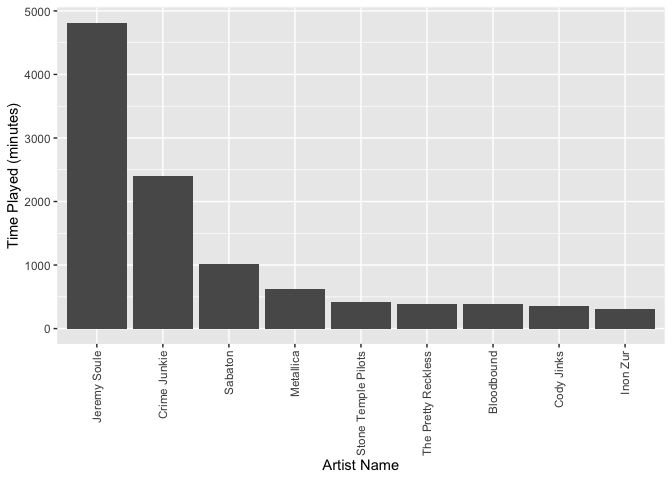 5000
4000
3000
2000
1000
0
Time Played (minutes)
Jeremy Soule
Crime Junkie
Sabaton
Metallica
Stone Temple Pilots
The Pretty Reckless
Bloodbound
Cody Jinks
Inon Zur
Artist Name